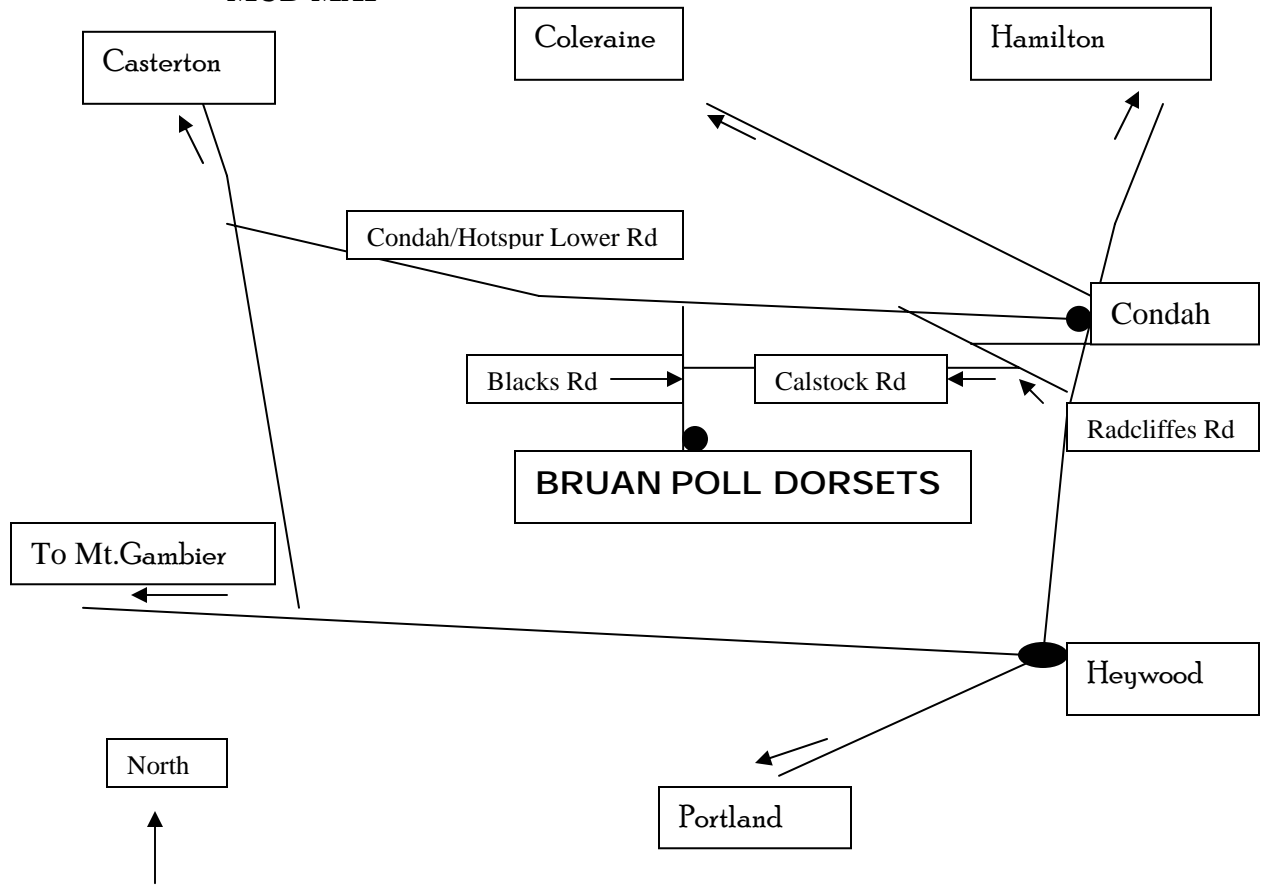 Coleraine
Hamilton
Casterton
Condah/Hotspur Lower Rd
Condah
Blacks Rd
Calstock Rd
Radcliffes Rd
BRUAN POLL DORSETS
To Mt.Gambier
Heywood
North
Portland